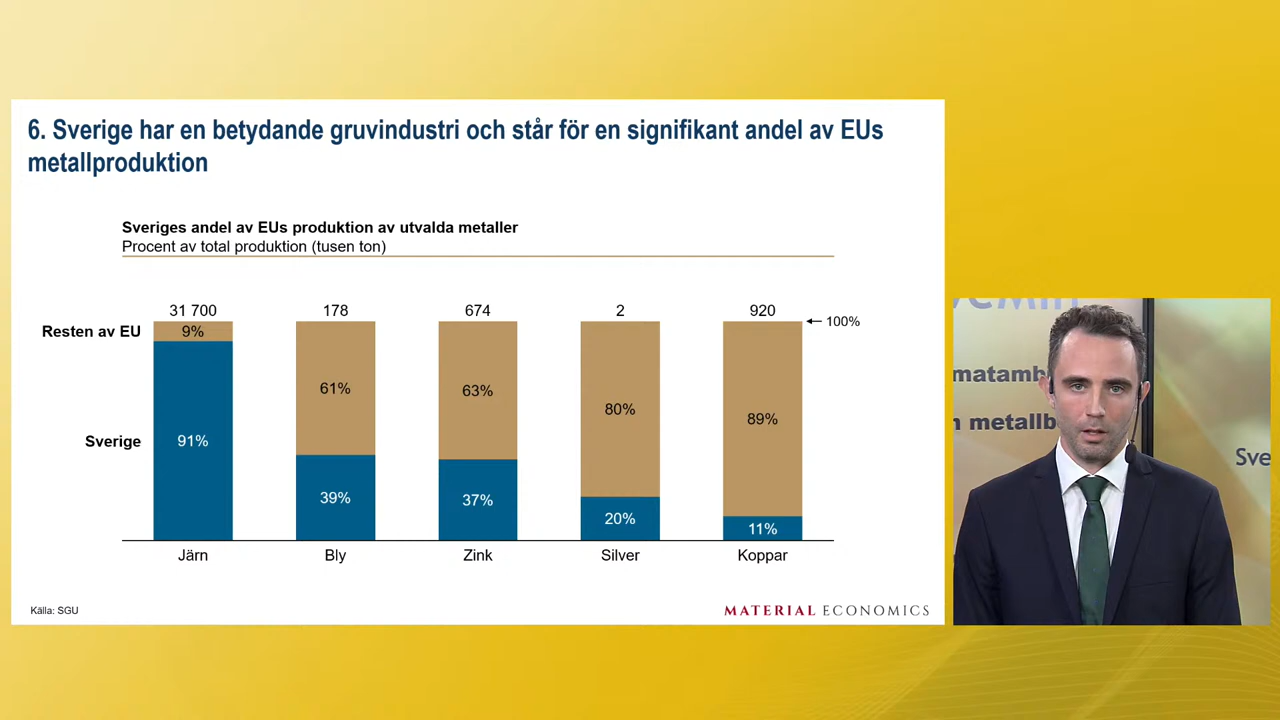 6. Sverige har en betydande gruvindustri och står för en signifikant andel av EUs
metallproduktion
Sveriges andel av EUs produktion av utvalda metaller
Procent av total produktion (tusen ton)
31 700 178 674 2 920
100%
Resten av EU 9%
61% 63% 80% 89%
Sverige 91%
39% 37% 20% 11%
Järn Bly Zink Silver Koppar
Källa: SGU
MATERIAL ECONOMICS
matamb
metallb
Sve